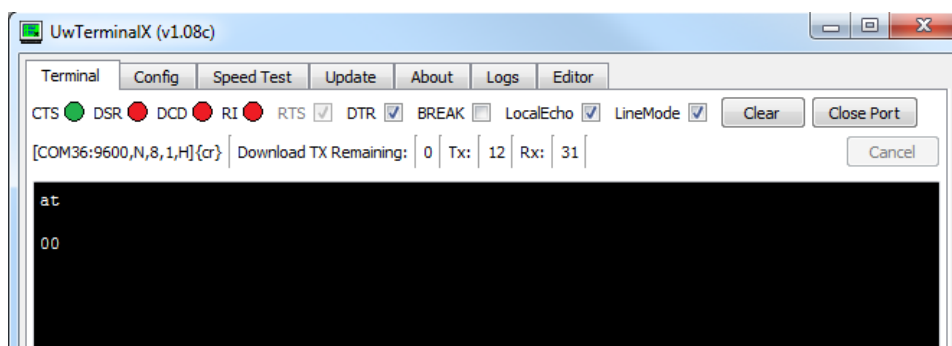 UwTerminalX (v1.08c)
Terminal Config Speed Test Update About Logs Editor
CTS DSR DCD RI RTS DTR BREAK LocalEcho LineMode Clear Close Port
[COM36:9600,N,8,1,H]{cr} Download TX Remaining: 0 Tx: 12 Rx: 31 Cancel
at
00